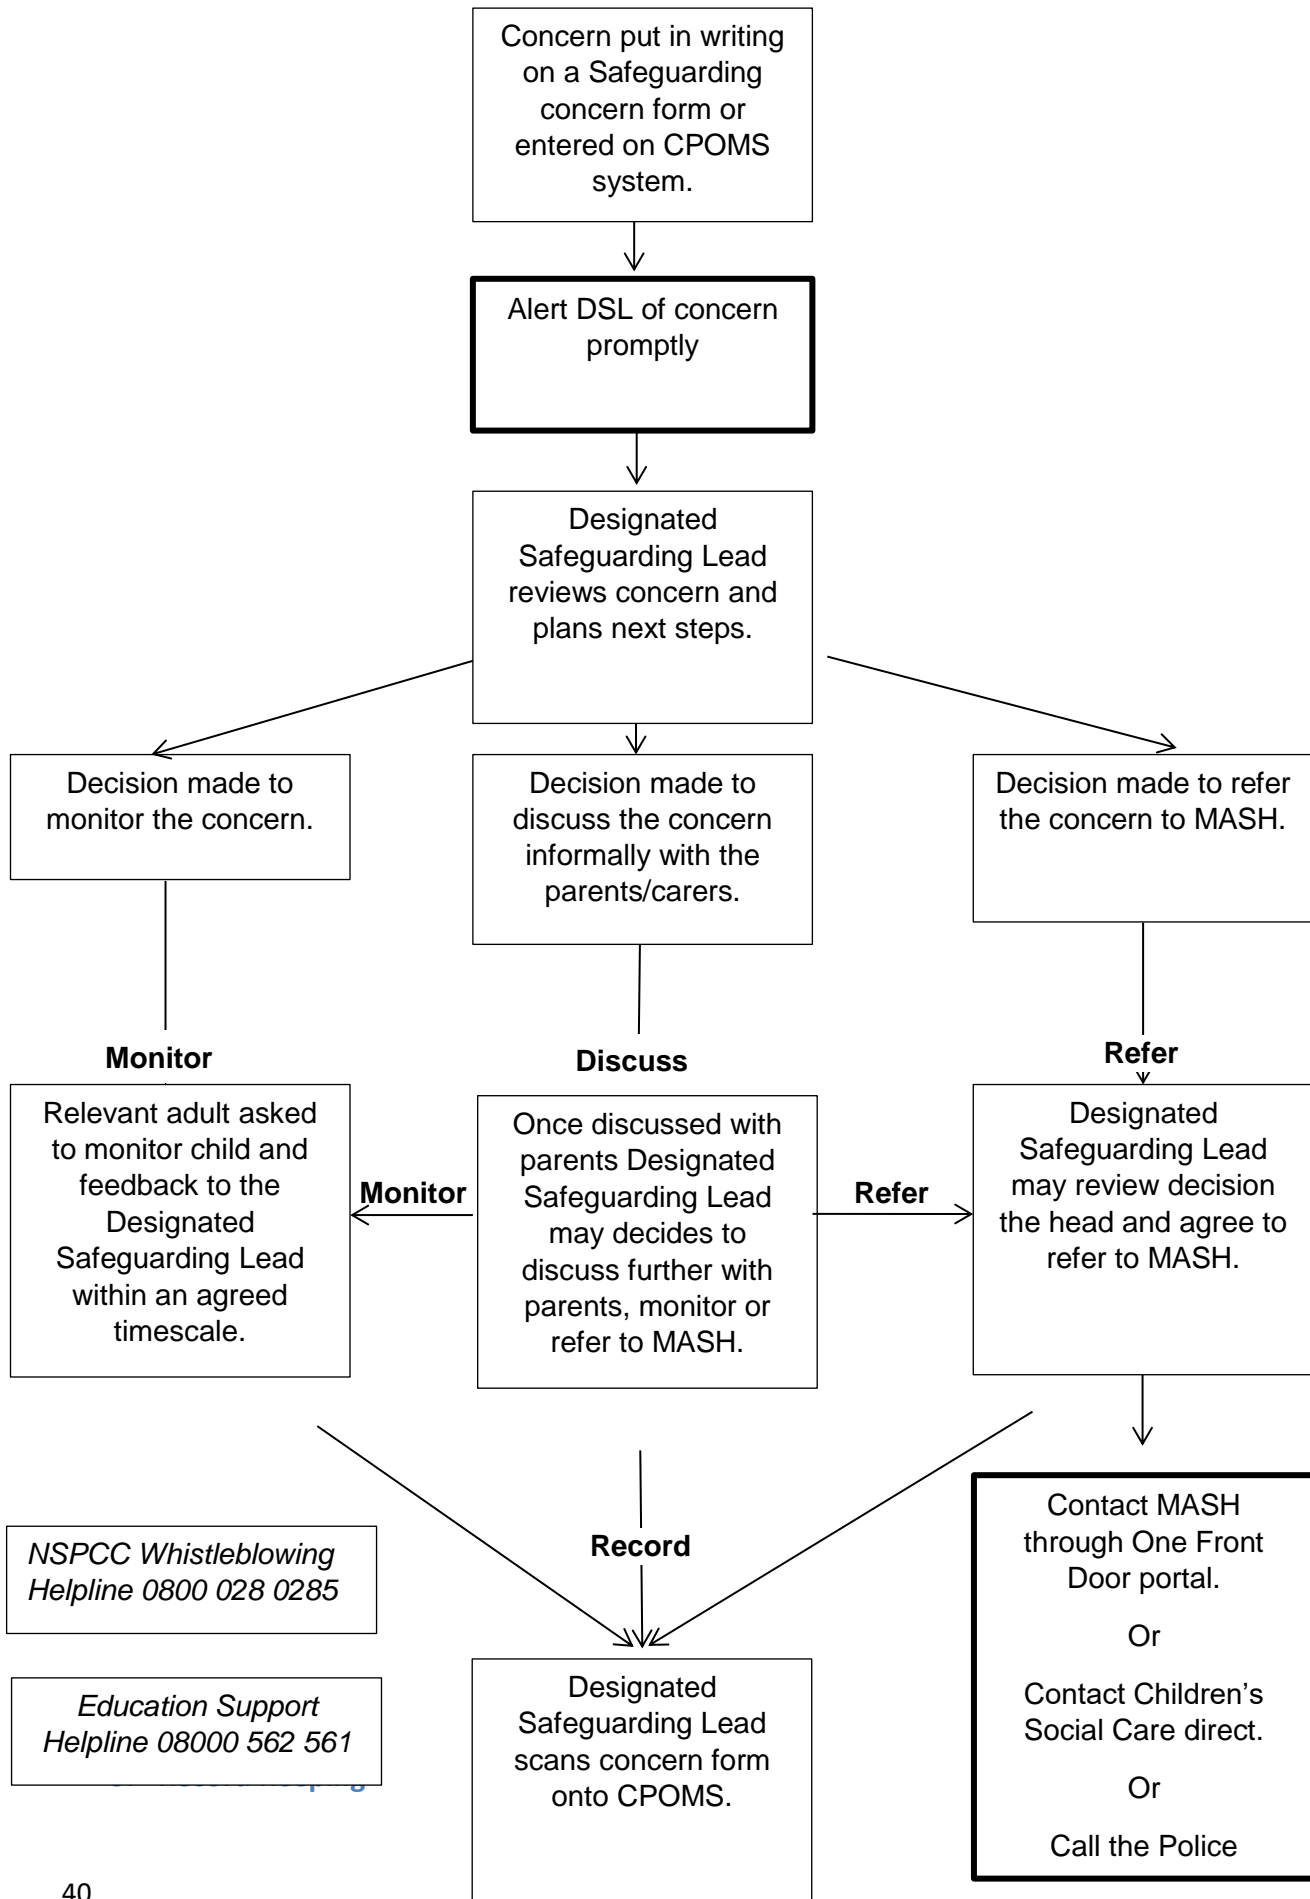 Concern put in writing
on a Safeguarding
concern form or
entered on CPOMS
system.
Alert DSL of concern
promptly
Designated
Safeguarding Lead
reviews concern and
plans next steps.
Decision made to
monitor the concern.
Decision made to
discuss the concern
informally with the
parents/carers.
Decision made to refer
the concern to MASH.
Monitor
Discuss
Refer
Relevant adult asked
to monitor child and
feedback to the
Designated
Safeguarding Lead
within an agreed
timescale.
Monitor
Once discussed with
parents Designated
Safeguarding Lead
may decides to
discuss further with
parents, monitor or
refer to MASH.
Refer
Designated
Safeguarding Lead
may review decision
the head and agree to
refer to MASH.
Record
NSPCC Whistleblowing
Helpline 0800 028 0285
Education Support
Helpline 08000 562 561
Designated
Safeguarding Lead
scans concern form
onto CPOMS.
Contact MASH
through One Front
Door portal.
Or
Contact Children’s
Social Care direct.
Or
Call the Police
40